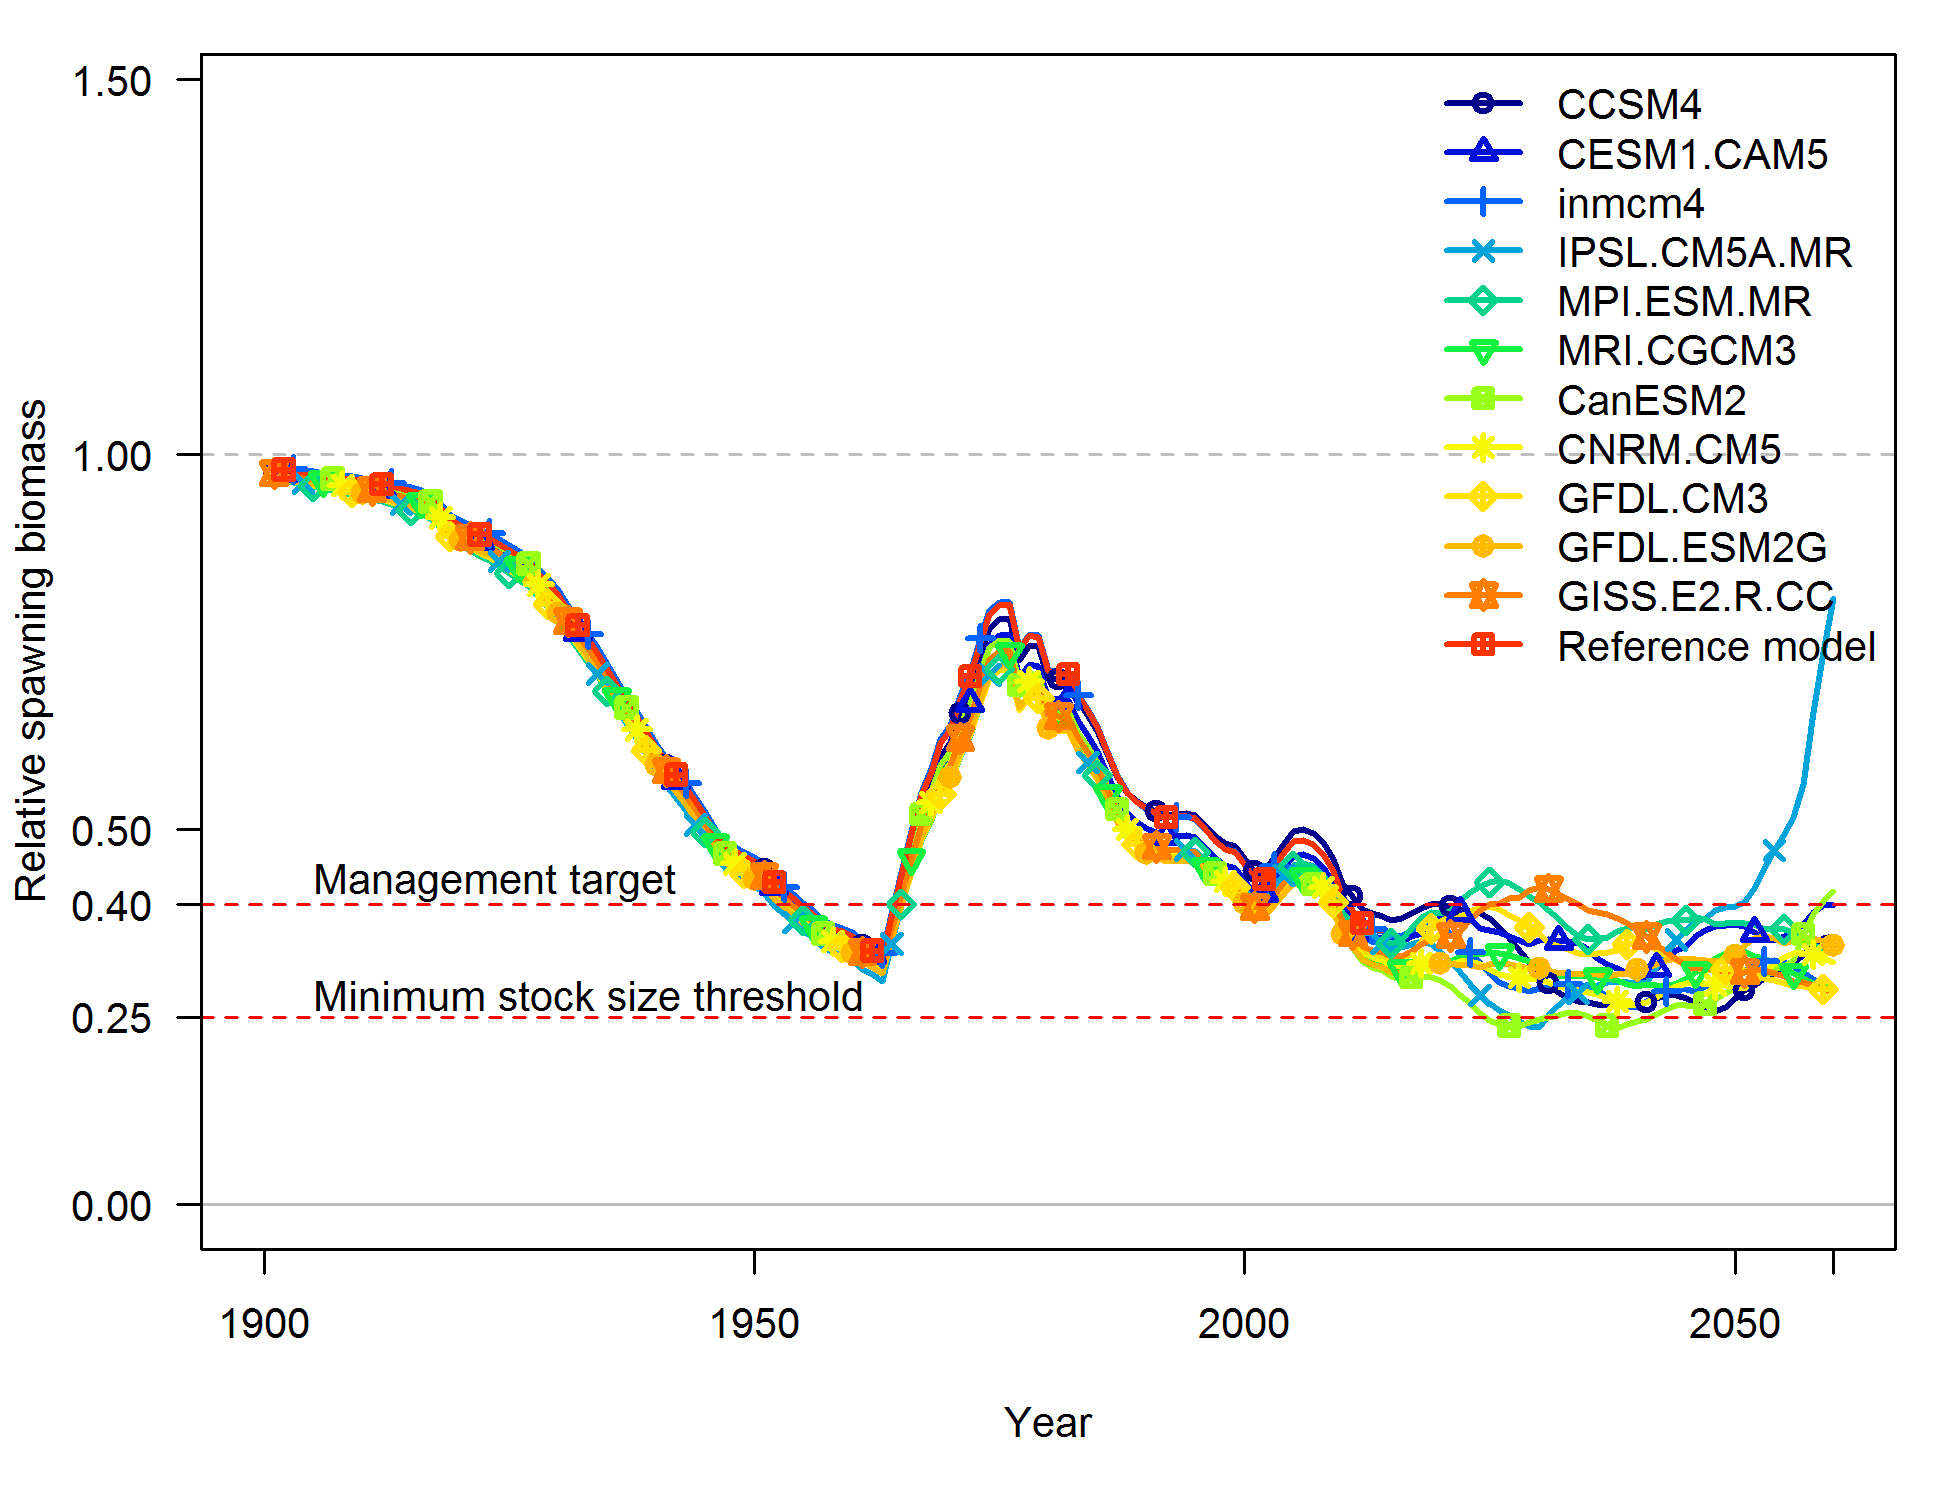 1.50
1.00
0.50
0.40
0.25
0.00
Relative spawning biomass
CCSM4
CESM1.CAM5
inmcm4
IPSL.CM5A.MR
MPI.ESM.MR
MRI.CGCM3
CanESM2
CNRM.CM5
GFDL.CM3
GFDL.ESM2G
GISS.E2.R.CC
Reference model
Management target
Minimum stock size threshold
1900 1950 2000 2050
Year